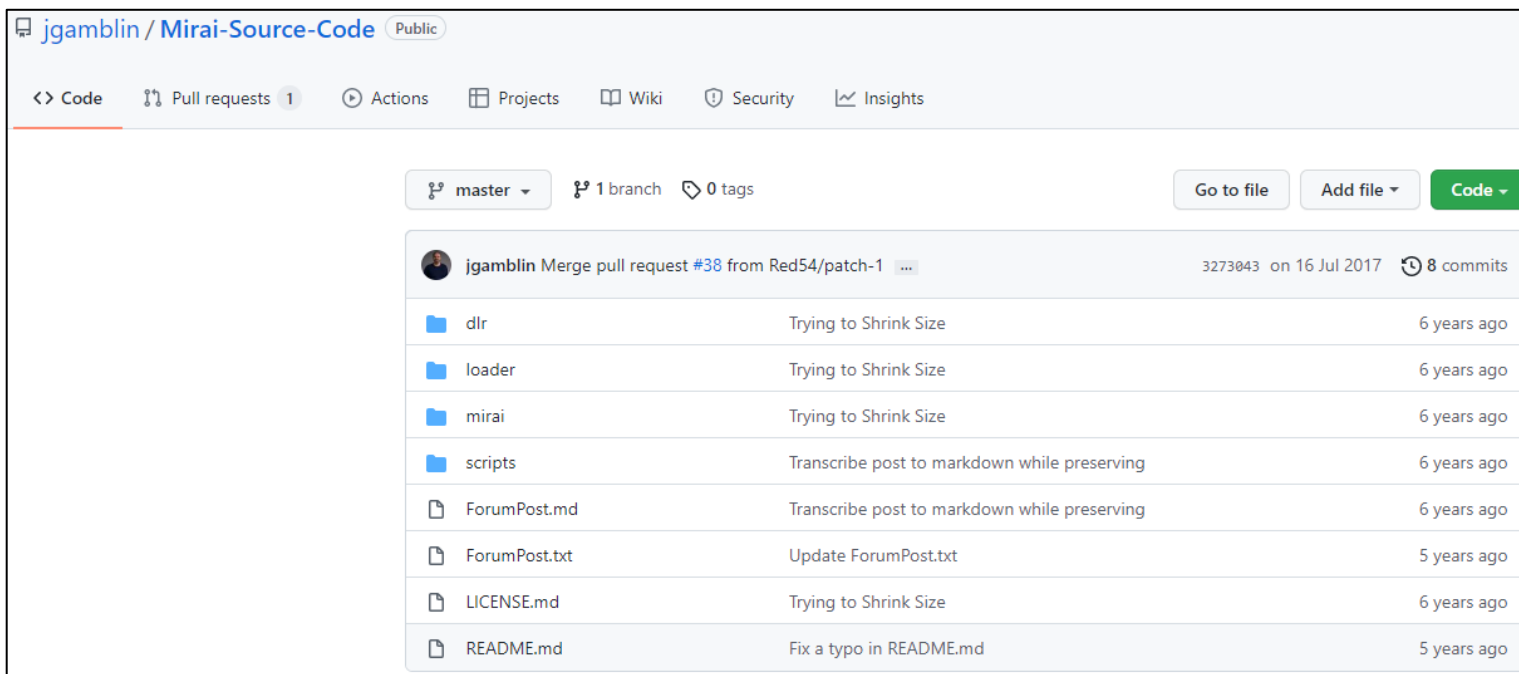 jgamblin / Mirai-Source-Code Public
Code Pull requests 1 Actions Projects Wiki Security Insights
master 1 branch 0 tags Go to file Add file Code
jgamblin Merge pull request #38 from Red54/patch-1 ... 3273043 on 16 Jul 2017 8 commits
dlr Trying to Shrink Size 6 years ago
loader Trying to Shrink Size 6 years ago
mirai Trying to Shrink Size 6 years ago
scripts Transcribe post to markdown while preserving 6 years ago
ForumPost.md Transcribe post to markdown while preserving 6 years ago
ForumPost.txt Update ForumPost.txt 5 years ago
LICENSE.md Trying to Shrink Size 6 years ago
README.md Fix a typo in README.md 5 years ago